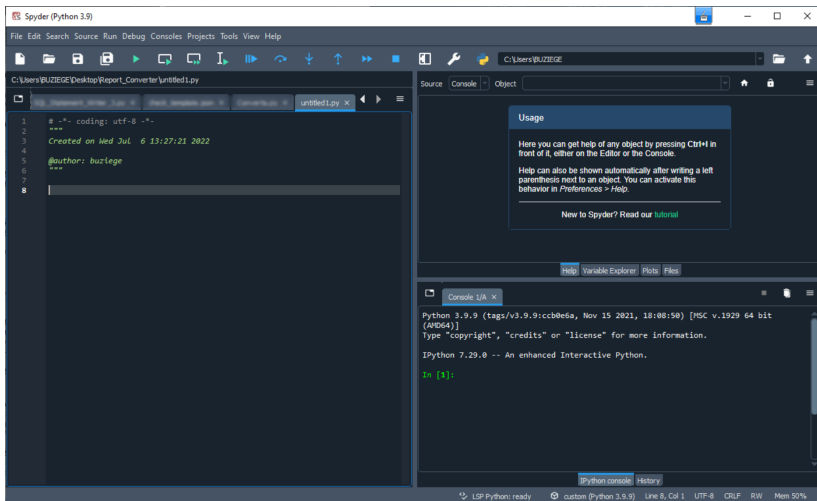 Spyder (Python 3.9)
File Edit Search Source Run Debug Consoles Projects Tools View Help
C:\Users\BUZIEGE
C:\Users\BUZIEGE\Desktop\Report_Converter\untitled1.py
untitled1.py
1 # -*- coding: utf-8 -*-
2 """
3 Created on Wed Jul  6 13:27:21 2022
4
5 @author: buziege
6 """
7
8
Source Console Object
Usage
Here you can get help of any object by pressing Ctrl+I in
front of it, either on the Editor or the Console.
Help can also be shown automatically after writing a left
parenthesis next to an object. You can activate this
behavior in Preferences > Help.
New to Spyder? Read our tutorial
Help Variable Explorer Plots Files
Console 1/A
Python 3.9.9 (tags/v3.9.9:ccb0e6a, Nov 15 2021, 18:08:50) [MSC v.1929 64 bit
(AMD64)]
Type "copyright", "credits" or "license" for more information.
IPython 7.29.0 -- An enhanced Interactive Python.
In [1]:
IPython console History
LSP Python: ready custom (Python 3.9.9) Line 8, Col 1 UTF-8 CRLF RW Mem 50%